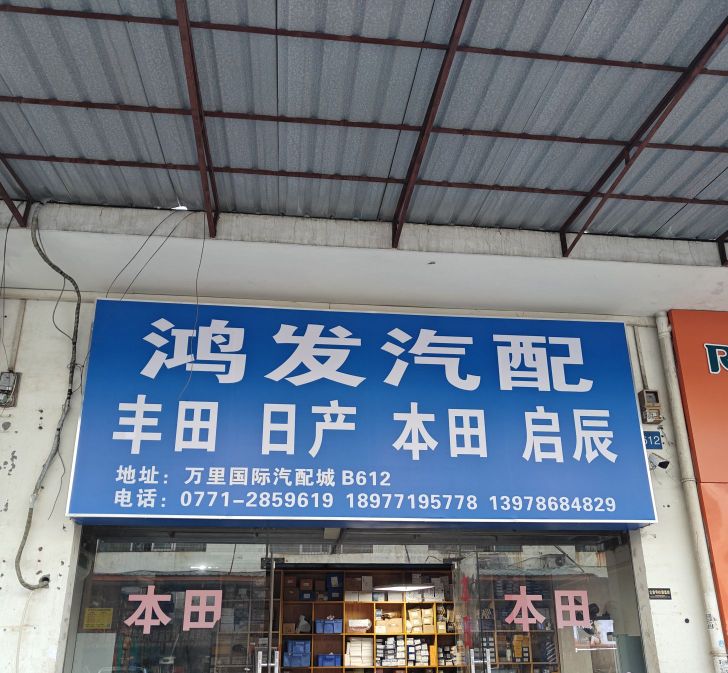 鸿发汽配
丰田 日产 本田 启辰
地址：万里国际汽配城 B612
电话：0771-2859619 18977195778 13978684829
612
R
本田 本田